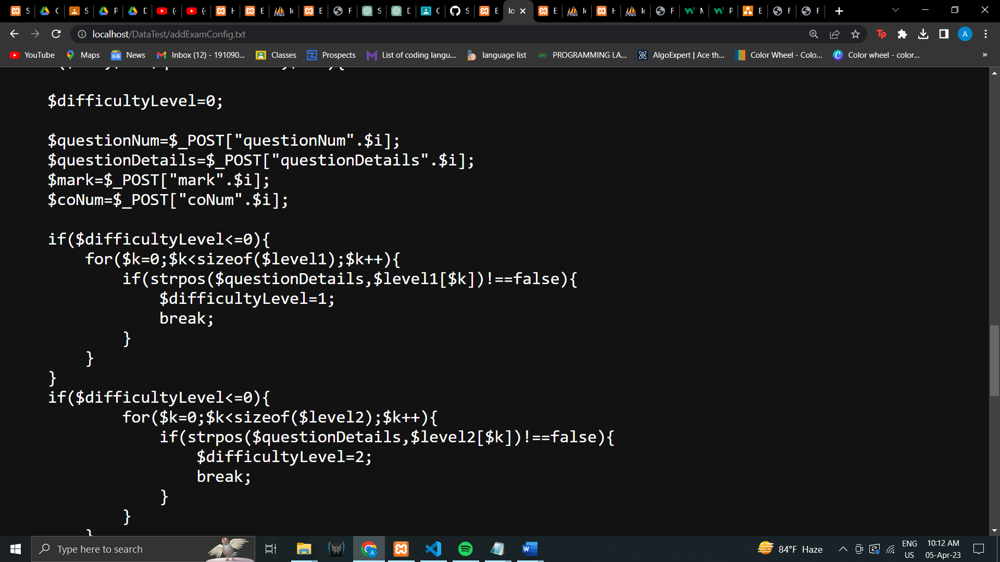 S C S P D ( ( H E I E F S D C S E lo E I H I F M P E F F
localhost/DataTest/addExamConfig.txt
A
YouTube Maps News Inbox (12) - 191090... Classes Prospects List of coding langu... language list PROGRAMMING LA... AlgoExpert | Ace th... Color Wheel - Colo... Color wheel - color... »
$difficultyLevel=0;
$questionNum=$_POST["questionNum".$i];
$questionDetails=$_POST["questionDetails".$i];
$mark=$_POST["mark".$i];
$coNum=$_POST["coNum".$i];
if($difficultyLevel<=0){
for($k=0;$k<sizeof($level1);$k++){
if(strpos($questionDetails,$level1[$k])!==false){
$difficultyLevel=1;
break;
}
}
}
if($difficultyLevel<=0){
for($k=0;$k<sizeof($level2);$k++){
if(strpos($questionDetails,$level2[$k])!==false){
$difficultyLevel=2;
break;
}
}
}
Type here to search
84°F Haze
ENG
US
10:12 AM
05-Apr-23